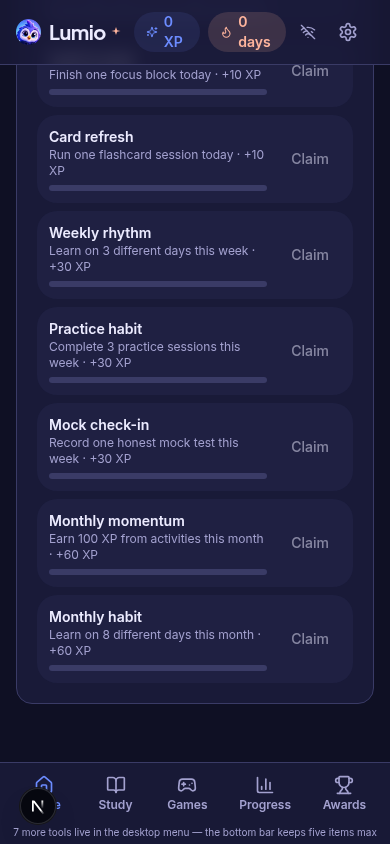 Lumio
0 XP
0 days
Finish one focus block today · +10 XP
Claim
Card refresh
Run one flashcard session today · +10
XP
Claim
Weekly rhythm
Learn on 3 different days this week ·
+30 XP
Claim
Practice habit
Complete 3 practice sessions this
week · +30 XP
Claim
Mock check-in
Record one honest mock test this
week · +30 XP
Claim
Monthly momentum
Earn 100 XP from activities this month
· +60 XP
Claim
Monthly habit
Learn on 8 different days this month ·
+60 XP
Claim
N
Study
Games
Progress
Awards
7 more tools live in the desktop menu — the bottom bar keeps five items max